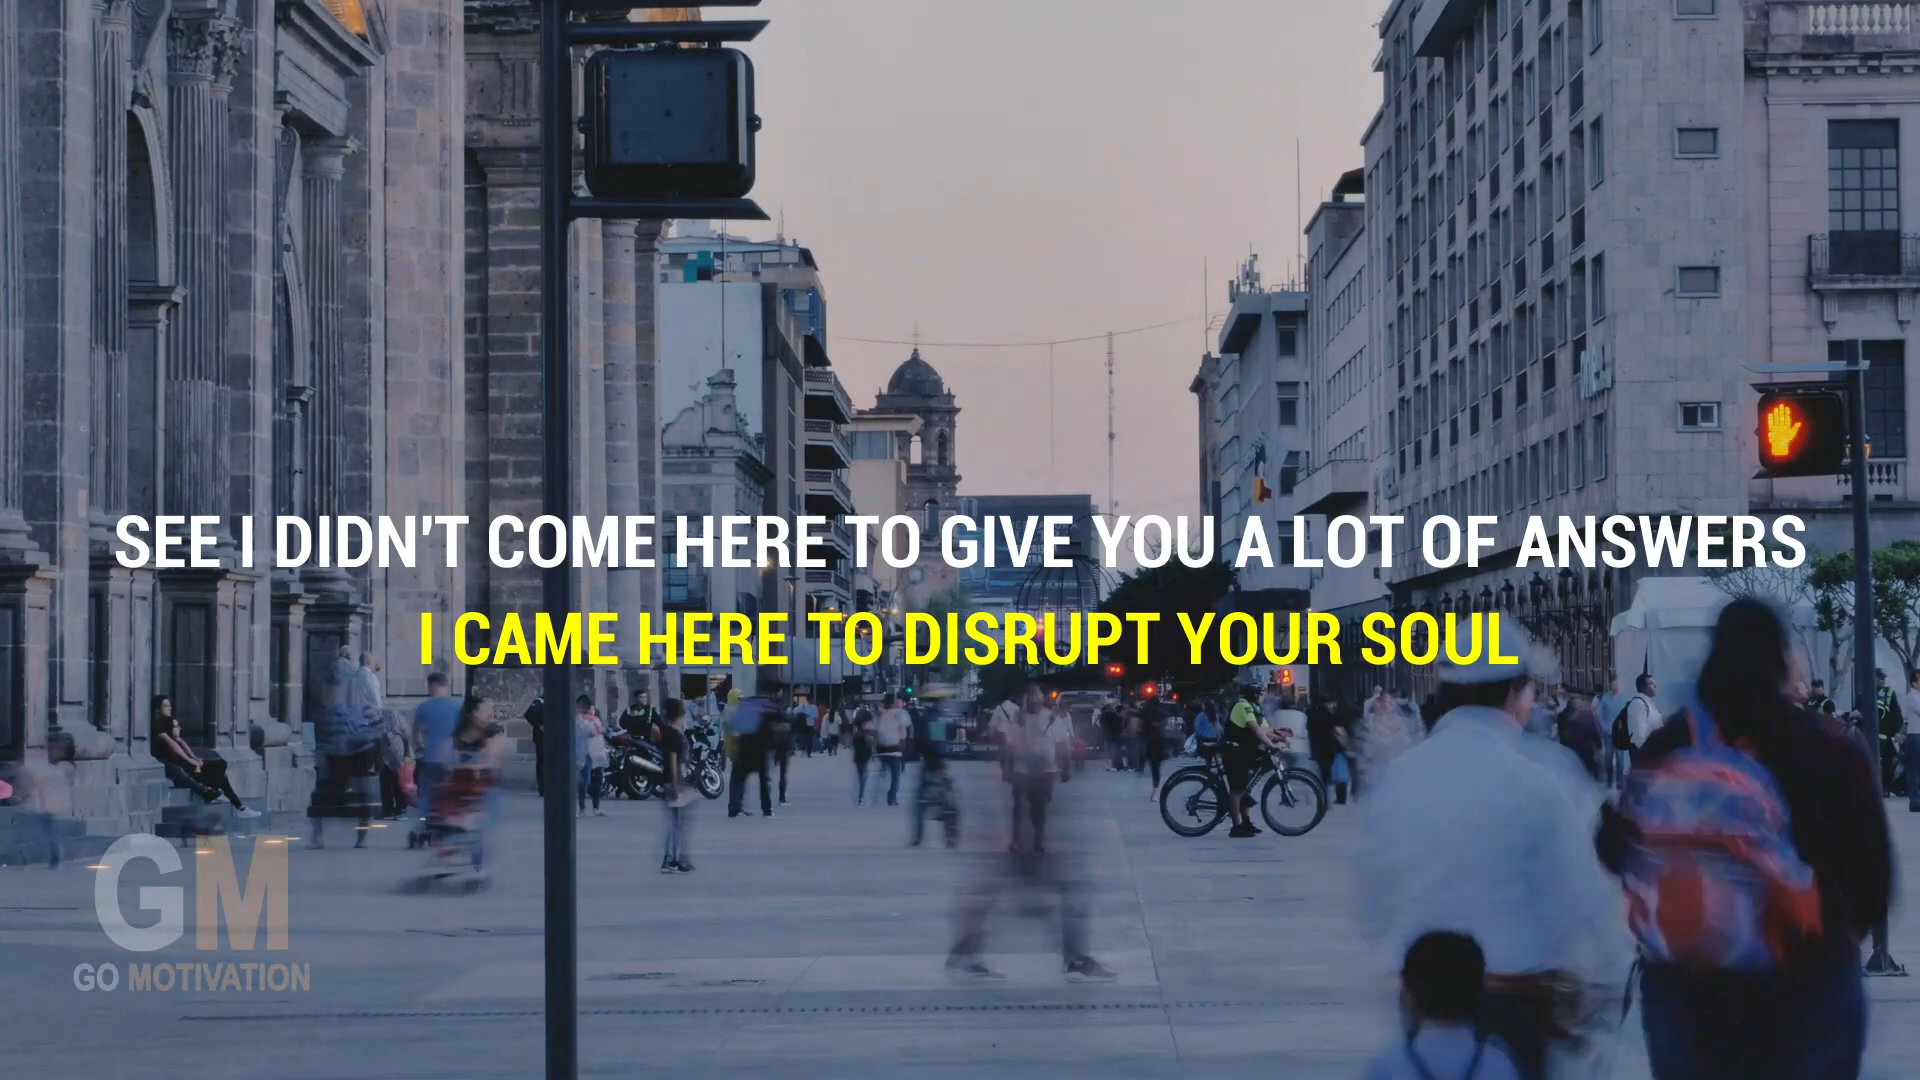 SEE I DIDN'T COME HERE TO GIVE YOU A LOT OF ANSWERS
I CAME HERE TO DISRUPT YOUR SOUL
GM
GO MOTIVATION